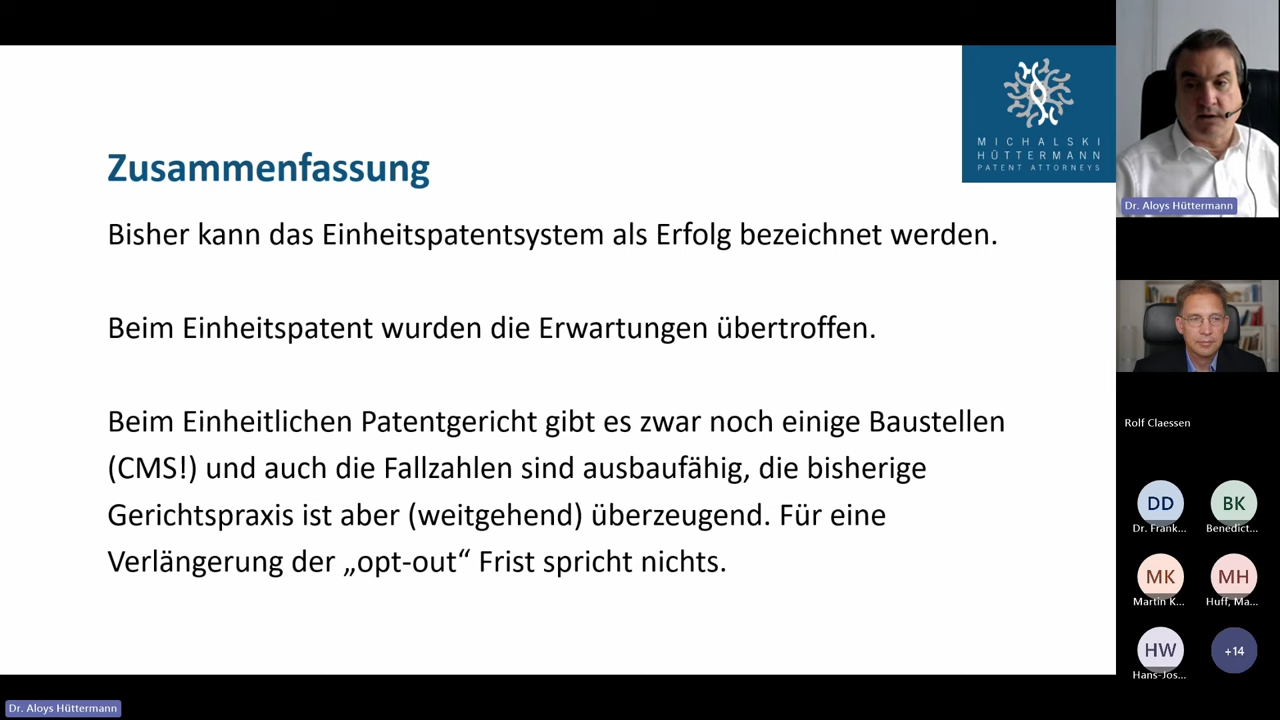 Zusammenfassung
Bisher kann das Einheitspatentsystem als Erfolg bezeichnet werden.
Beim Einheitspatent wurden die Erwartungen übertroffen.
Beim Einheitlichen Patentgericht gibt es zwar noch einige Baustellen
(CMS!) und auch die Fallzahlen sind ausbaufähig, die bisherige
Gerichtspraxis ist aber (weitgehend) überzeugend. Für eine
Verlängerung der „opt-out“ Frist spricht nichts.
MICHALSKI
HÜTTERMANN
PATENT ATTORNEYS
Dr. Aloys Hüttermann
Rolf Claessen
DD
Dr. Frank...
BK
Benedict...
MK
Martin K...
MH
Huff, Ma...
HW
Hans-Jos...
+14
Dr. Aloys Hüttermann